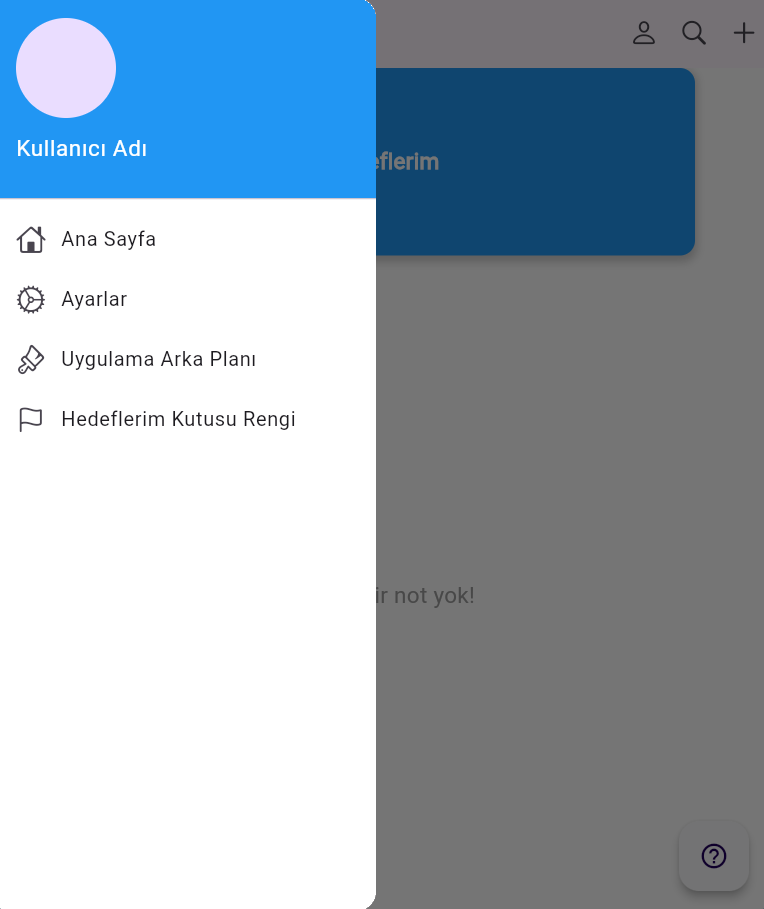 Kullanıcı Adı
eflerim
Ana Sayfa
Ayarlar
Uygulama Arka Planı
Hedeflerim Kutusu Rengi
ir not yok!